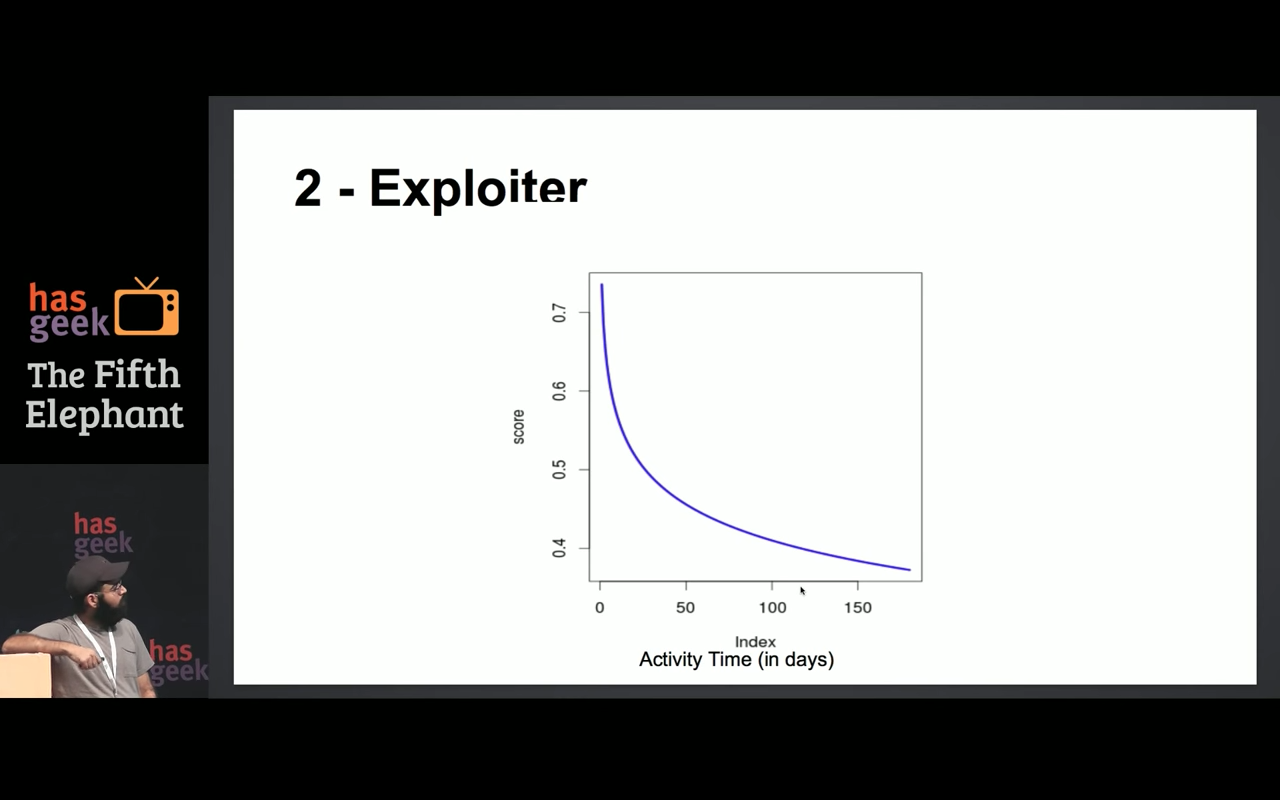 has
geek
The Fifth
Elephant
has
geek
has
geek
2 - Exploiter
0.7
0.6
0.5
0.4
score
0
50
100
150
Index
Activity Time (in days)